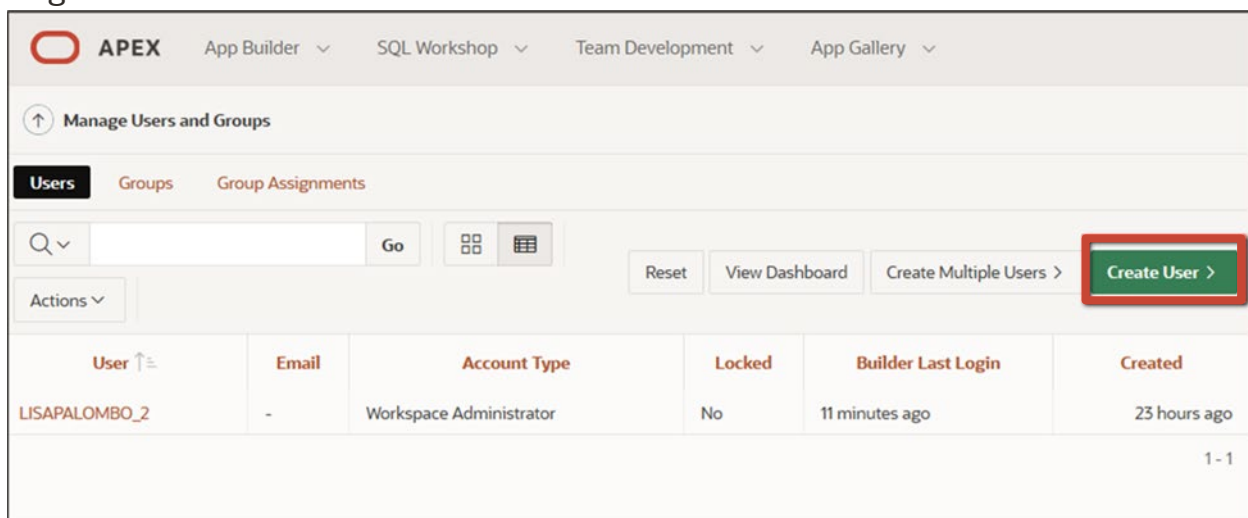 APEX App Builder SQL Workshop Team Development App Gallery
Manage Users and Groups
Users Groups Group Assignments
Go
Reset View Dashboard Create Multiple Users > Create User >
Actions
User Email Account Type Locked Builder Last Login Created
LISAPALOMBO_2 - Workspace Administrator No 11 minutes ago 23 hours ago
1 - 1